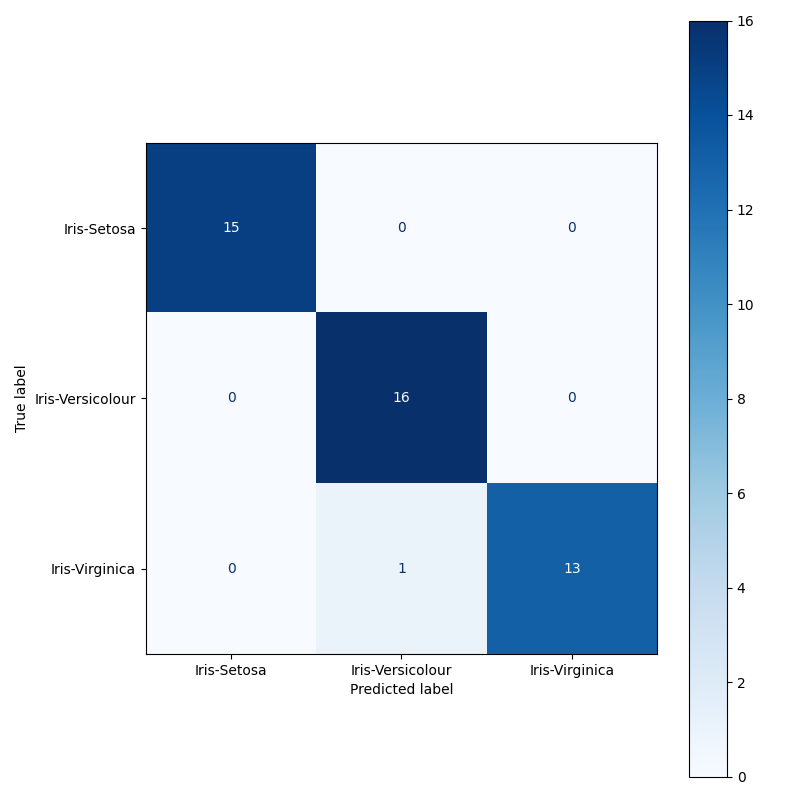 16
14
12
10
8
6
4
2
0
True label
Iris-Setosa 15 0 0
Iris-Versicolour 0 16 0
Iris-Virginica 0 1 13
Iris-Setosa Iris-Versicolour Iris-Virginica
Predicted label